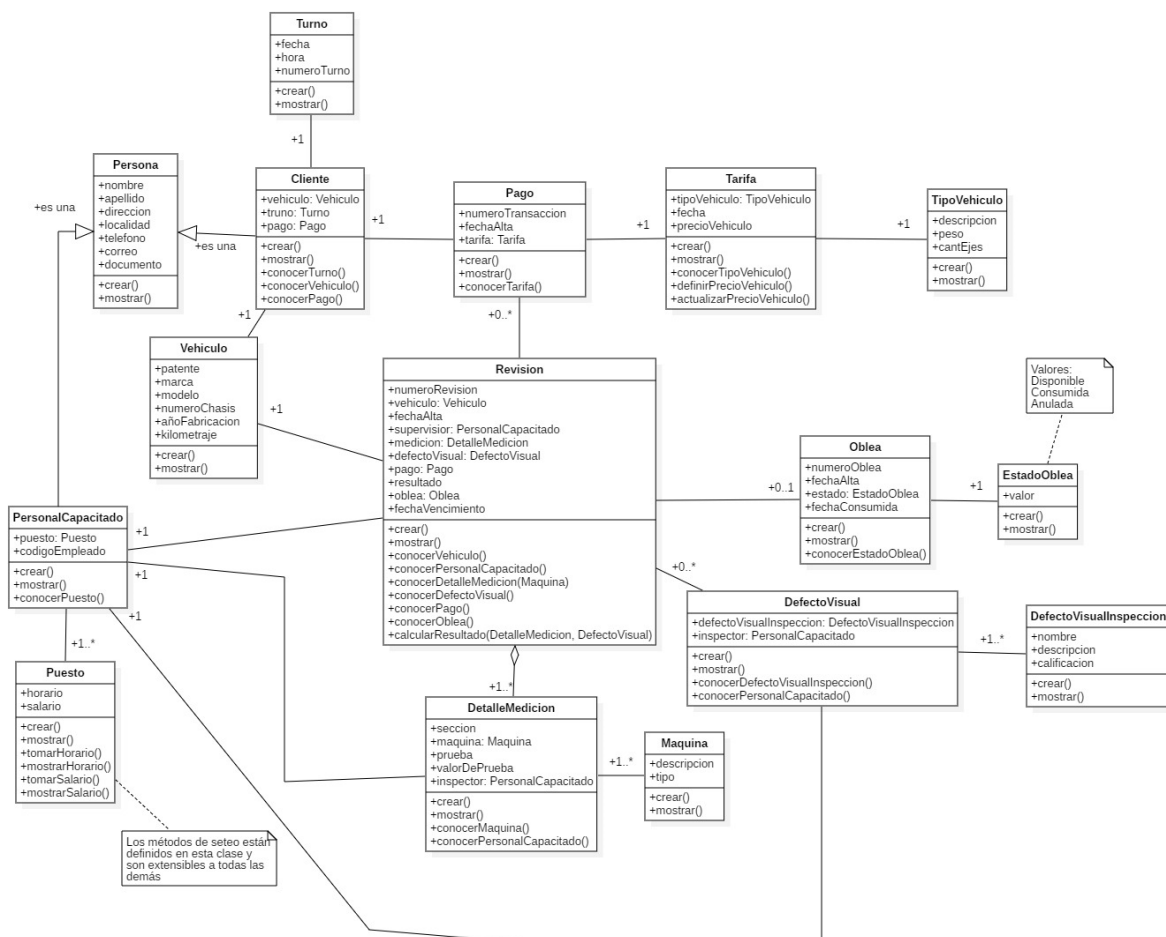 Turno
+fecha
+hora
+numeroTurno
+crear()
+mostrar()
+1
Persona
+nombre
+apellido
+direccion
+localidad
+telefono
+correo
+documento
+crear()
+mostrar()
+es una
+es una
Cliente
+vehiculo: Vehiculo
+truno: Turno
+pago: Pago
+crear()
+mostrar()
+conocerTurno()
+conocerVehiculo()
+conocerPago()
+1
+1
Pago
+numeroTransaccion
+fechaAlta
+tarifa: Tarifa
+crear()
+mostrar()
+conocerTarifa()
+1
+0..*
Tarifa
+tipoVehiculo: TipoVehiculo
+fecha
+precioVehiculo
+crear()
+mostrar()
+conocerTipoVehiculo()
+definirPrecioVehiculo()
+actualizarPrecioVehiculo()
+1
TipoVehiculo
+descripcion
+peso
+cantEjes
+crear()
+mostrar()
Vehiculo
+patente
+marca
+modelo
+numeroChasis
+añoFabricacion
+kilometraje
+crear()
+mostrar()
+1
Revision
+numeroRevision
+vehiculo: Vehiculo
+fechaAlta
+supervisior: PersonalCapacitado
+medicion: DetalleMedicion
+defectoVisual: DefectoVisual
+pago: Pago
+resultado
+oblea: Oblea
+fechaVencimiento
+crear()
+mostrar()
+conocerVehiculo()
+conocerPersonalCapacitado()
+conocerDetalleMedicion(Maquina)
+conocerDefectoVisual()
+conocerPago()
+conocerOblea()
+calcularResultado(DetalleMedicion, DefectoVisual)
+0..1
+0..*
+1..*
Valores:
Disponible
Consumida
Anulada
Oblea
+numeroOblea
+fechaAlta
+estado: EstadoOblea
+fechaConsumida
+crear()
+mostrar()
+conocerEstadoOblea()
+1
EstadoOblea
+valor
+crear()
+mostrar()
PersonalCapacitado
+puesto: Puesto
+codigoEmpleado
+crear()
+mostrar()
+conocerPuesto()
+1
+1
+1
+1..*
Puesto
+horario
+salario
+crear()
+mostrar()
+tomarHorario()
+mostrarHorario()
+tomarSalario()
+mostrarSalario()
Los métodos de seteo están
definidos en esta clase y
son extensibles a todas las
demás
DefectoVisual
+defectoVisualInspeccion: DefectoVisualInspeccion
+inspector: PersonalCapacitado
+crear()
+mostrar()
+conocerDefectoVisualInspeccion()
+conocerPersonalCapacitado()
+1..*
DefectoVisualInspeccion
+nombre
+descripcion
+calificacion
+crear()
+mostrar()
DetalleMedicion
+seccion
+maquina: Maquina
+prueba
+valorDePrueba
+inspector: PersonalCapacitado
+crear()
+mostrar()
+conocerMaquina()
+conocerPersonalCapacitado()
+1..*
Maquina
+descripcion
+tipo
+crear()
+mostrar()